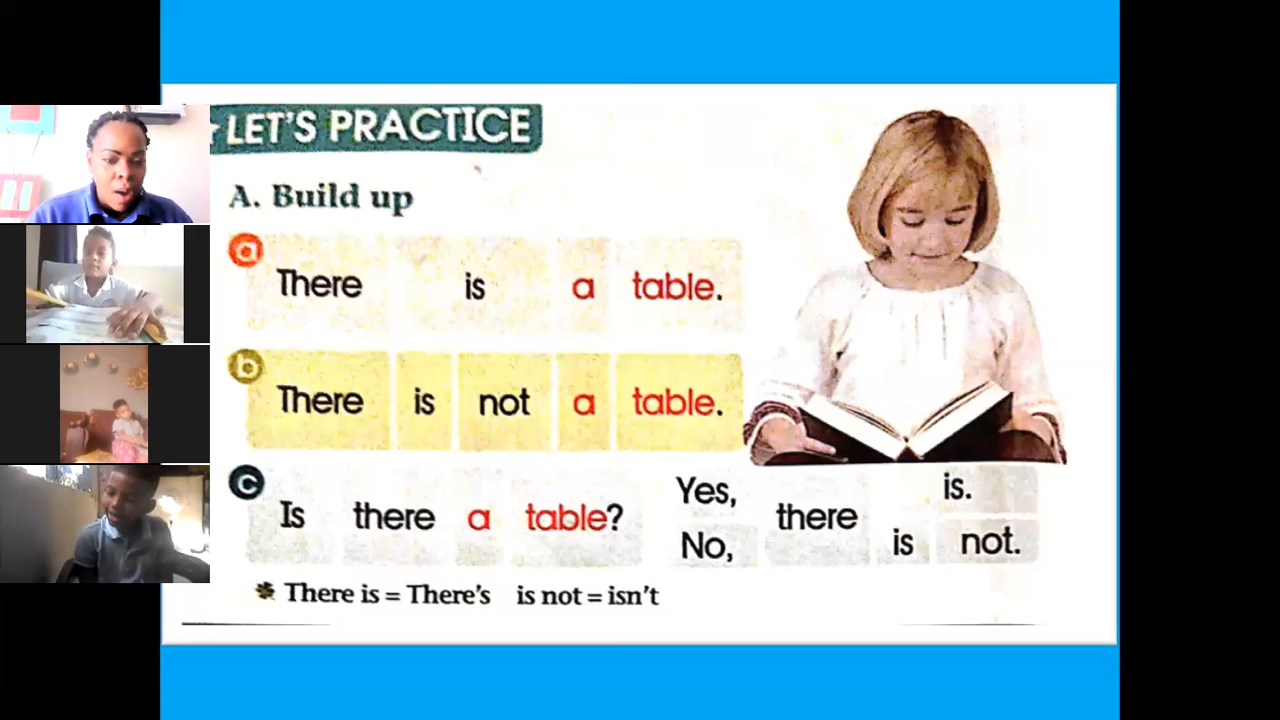 LET'S PRACTICE
A. Build up
a
There is a table.
b
There is not a table.
c
Is there a table? Yes, there is.
No, is not.
* There is = There's is not = isn't